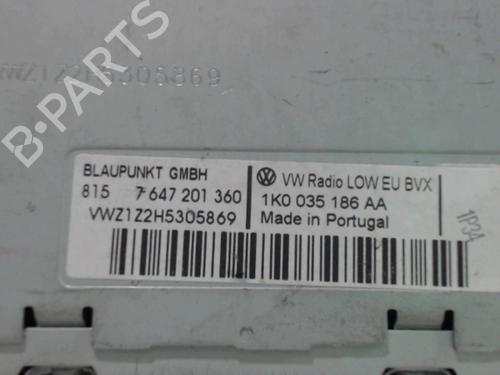 VWZ1Z2H5305869
BLAUPUNKT GMBH
815 7 647 201 360
VWZ1Z2H5305869
VW Radio LOW EU BVX
1K0 035 186 AA
Made in Portugal
B-PARTS